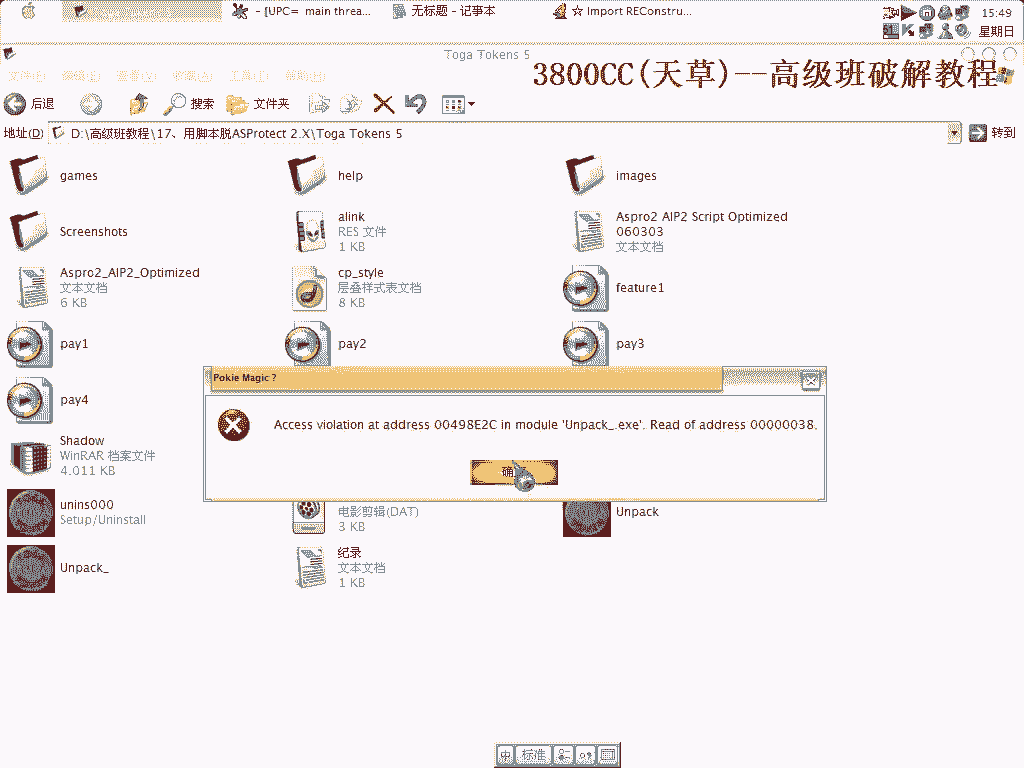 - [UPC= main threa...
无标题 - 记事本
☆ Import REConstru...
15:49
星期日
Toga Tokens 5
文件(F) 编辑(E) 查看(V) 收藏(A) 工具(T) 帮助(H)
3800CC(天草)--高级班破解教程
后退
搜索
文件夹
地址(D)
D:\高级班教程\17、用脚本脱ASProtect 2.X\Toga Tokens 5
转到
games
help
images
Screenshots
alink
RES 文件
1 KB
Aspro2 AIP2 Script Optimized
060303
文本文档
Aspro2_AIP2_Optimized
文本文档
6 KB
cp_style
层叠样式表文档
8 KB
feature1
pay1
pay2
pay3
pay4
Pokie Magic ?
Access violation at address 00498E2C in module 'Unpack_.exe'. Read of address 00000038.
Shadow
WinRAR 档案文件
4,011 KB
unins000
Setup/Uninstall
电影剪辑(DAT)
3 KB
Unpack
Unpack_
纪录
文本文档
1 KB
中
标准